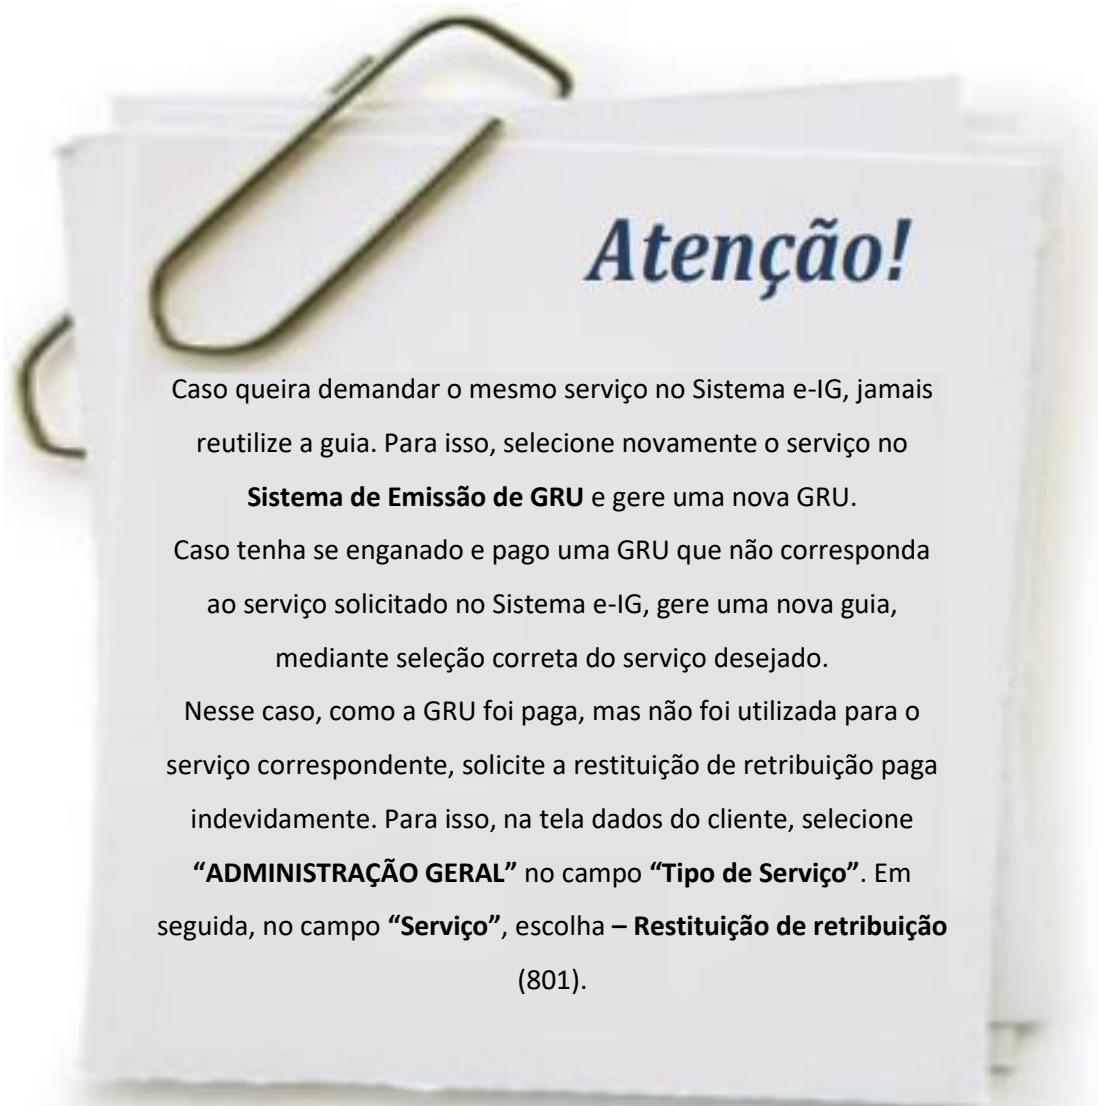 Atenção!
Caso queira demandar o mesmo serviço no Sistema e-IG, jamais
reutilize a guia. Para isso, selecione novamente o serviço no
Sistema de Emissão de GRU e gere uma nova GRU.
Caso tenha se enganado e pago uma GRU que não corresponda
ao serviço solicitado no Sistema e-IG, gere uma nova guia,
mediante seleção correta do serviço desejado.
Nesse caso, como a GRU foi paga, mas não foi utilizada para o
serviço correspondente, solicite a restituição de retribuição paga
indevidamente. Para isso, na tela dados do cliente, selecione
“ADMINISTRAÇÃO GERAL” no campo “Tipo de Serviço”. Em
seguida, no campo “Serviço”, escolha – Restituição de retribuição
(801).